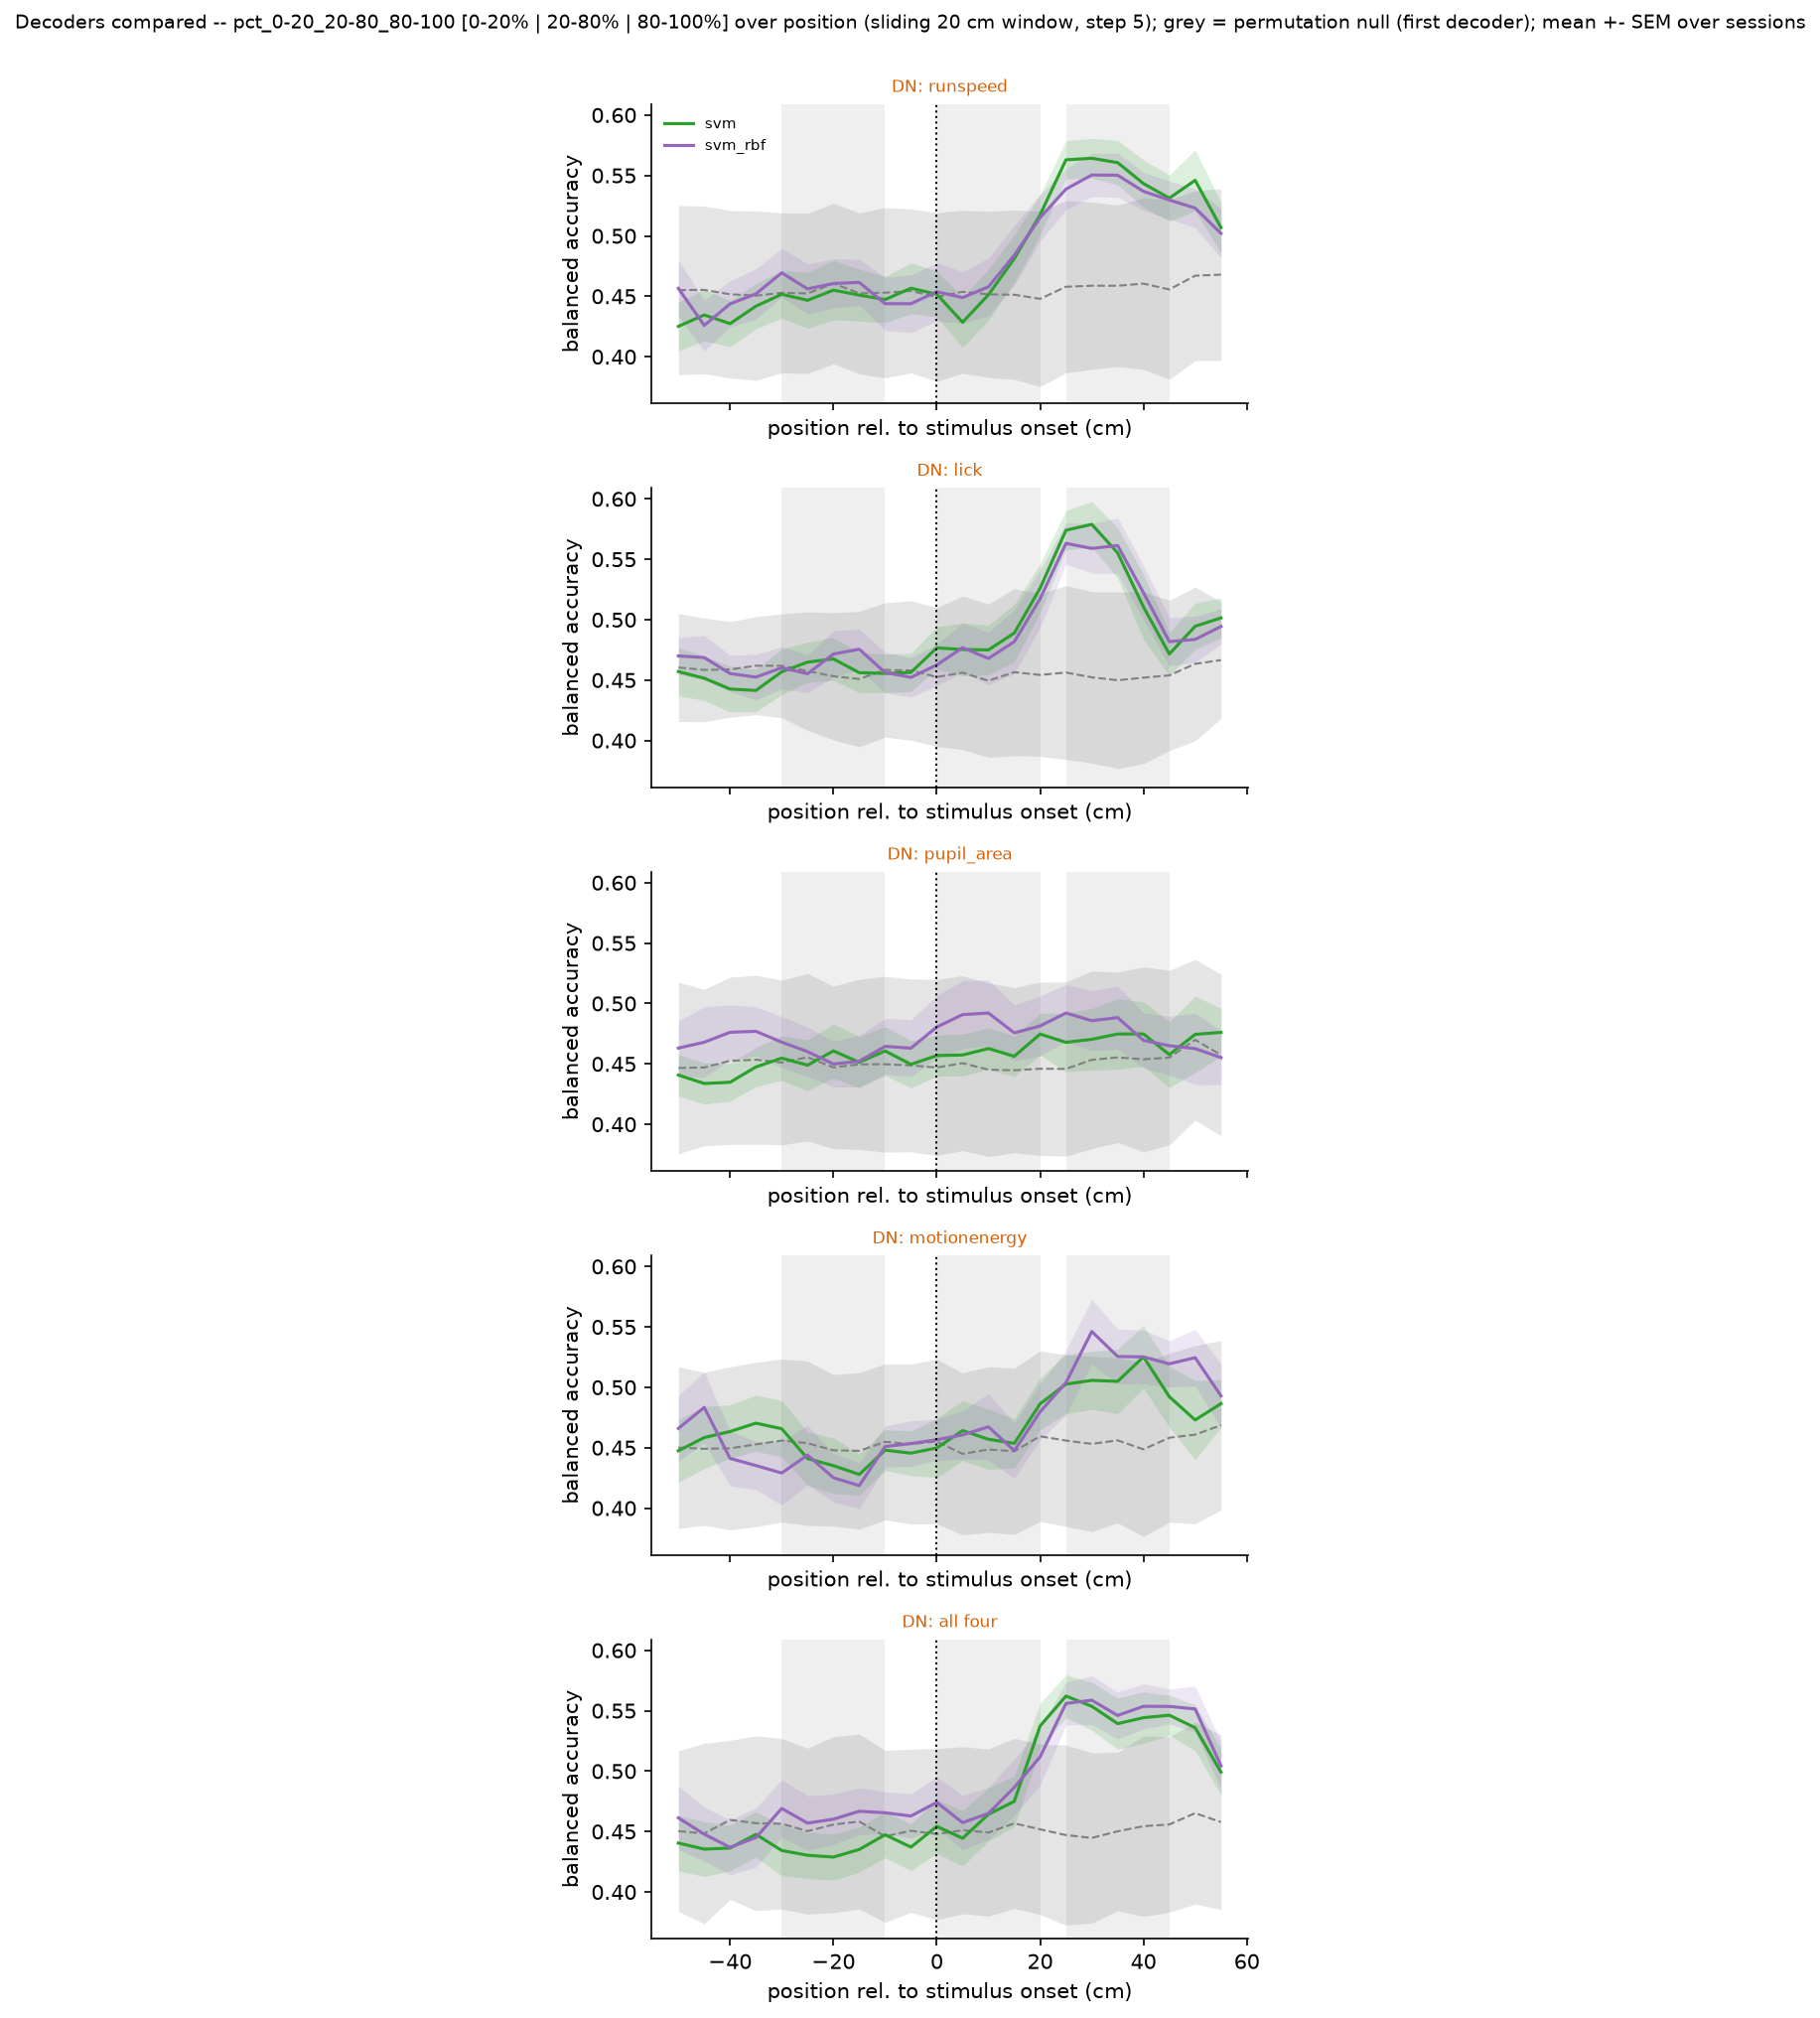 Decoders compared -- pct_0-20_20-80_80-100 [0-20% | 20-80% | 80-100%] over position (sliding 20 cm window, step 5); grey = permutation null (first decoder); mean +- SEM over sessions
DN: runspeed
svm
svm_rbf
0.60
0.55
0.50
0.45
0.40
balanced accuracy
position rel. to stimulus onset (cm)
DN: lick
0.60
0.55
0.50
0.45
0.40
balanced accuracy
position rel. to stimulus onset (cm)
DN: pupil_area
0.60
0.55
0.50
0.45
0.40
balanced accuracy
position rel. to stimulus onset (cm)
DN: motionenergy
0.60
0.55
0.50
0.45
0.40
balanced accuracy
position rel. to stimulus onset (cm)
DN: all four
0.60
0.55
0.50
0.45
0.40
balanced accuracy
−40 −20 0 20 40 60
position rel. to stimulus onset (cm)